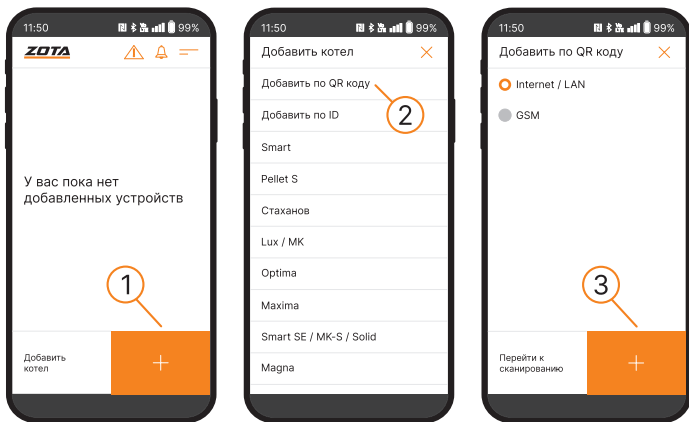 11:50 99%
ZOTA
У вас пока нет
добавленных устройств
1
Добавить
котел
+
11:50 99%
Добавить котел
Добавить по QR коду
2
Добавить по ID
Smart
Pellet S
Стаханов
Lux / MK
Optima
Maxima
Smart SE / MK-S / Solid
Magna
11:50 99%
Добавить по QR коду
Internet / LAN
GSM
3
Перейти к
сканированию
+